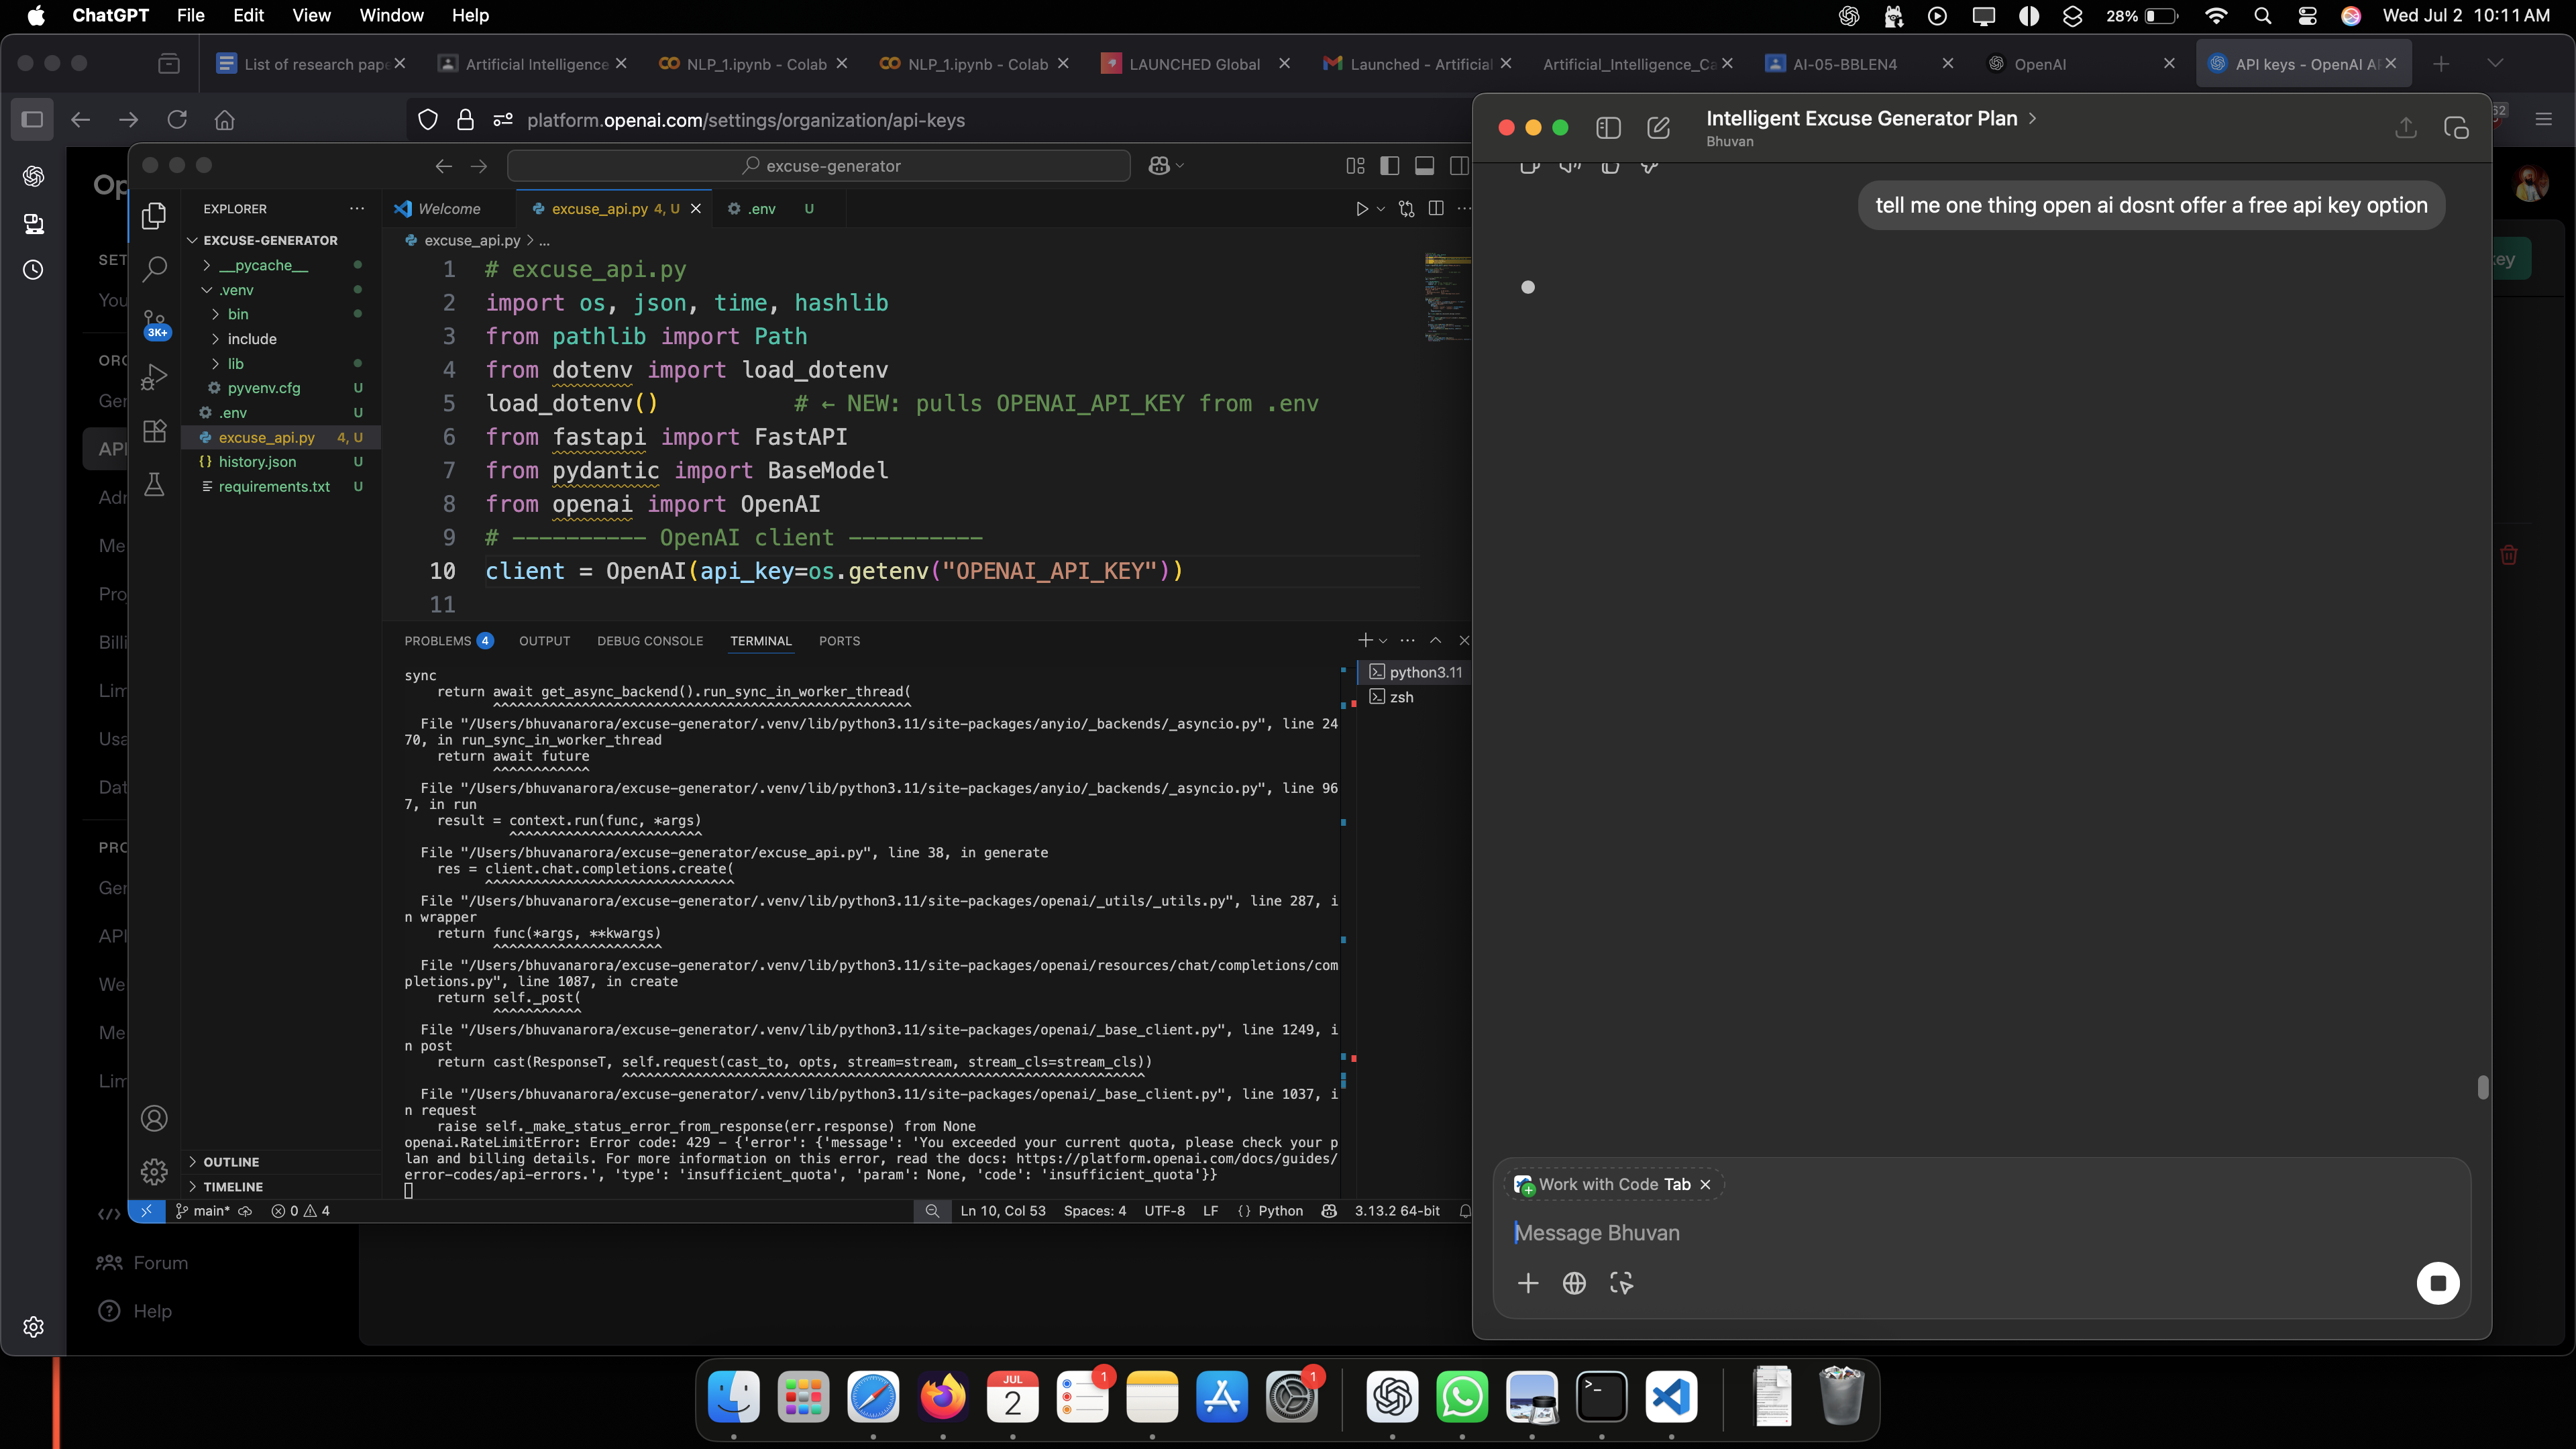 ChatGPT File Edit View Window Help
28% Wed Jul 2 10:11 AM
List of research pape
Artificial Intelligence
NLP_1.ipynb - Colab
NLP_1.ipynb - Colab
LAUNCHED Global
Launched - Artificial
Artificial_Intelligence_Ca
AI-05-BBLEN4
OpenAI
API keys - OpenAI AP
platform.openai.com/settings/organization/api-keys
Op
SET
You
ORG
Ger
API
Adr
Me
Proj
Billi
Lim
Usa
Dat
PRO
Ger
API
We
Me
Lim
Forum
Help
excuse-generator
EXPLORER
EXCUSE-GENERATOR
__pycache__
.venv
bin
include
lib
pyvenv.cfg U
.env U
excuse_api.py 4, U
history.json U
requirements.txt U
3K+
OUTLINE
TIMELINE
Welcome
excuse_api.py 4, U
.env U
excuse_api.py > ...
1 # excuse_api.py
2 import os, json, time, hashlib
3 from pathlib import Path
4 from dotenv import load_dotenv
5 load_dotenv() # ← NEW: pulls OPENAI_API_KEY from .env
6 from fastapi import FastAPI
7 from pydantic import BaseModel
8 from openai import OpenAI
9 # ---------- OpenAI client ----------
10 client = OpenAI(api_key=os.getenv("OPENAI_API_KEY"))
11
PROBLEMS 4 OUTPUT DEBUG CONSOLE TERMINAL PORTS
python3.11
zsh
sync
return await get_async_backend().run_sync_in_worker_thread(
^^^^^^^^^^^^^^^^^^^^^^^^^^^^^^^^^^^^^^^^^^^^^^^^^^^^
File "/Users/bhuvanarora/excuse-generator/.venv/lib/python3.11/site-packages/anyio/_backends/_asyncio.py", line 24
70, in run_sync_in_worker_thread
return await future
^^^^^^^^^^^^
File "/Users/bhuvanarora/excuse-generator/.venv/lib/python3.11/site-packages/anyio/_backends/_asyncio.py", line 96
7, in run
result = context.run(func, *args)
^^^^^^^^^^^^^^^^^^^^^^^^
File "/Users/bhuvanarora/excuse-generator/excuse_api.py", line 38, in generate
res = client.chat.completions.create(
^^^^^^^^^^^^^^^^^^^^^^^^^^^^^^^
File "/Users/bhuvanarora/excuse-generator/.venv/lib/python3.11/site-packages/openai/_utils/_utils.py", line 287, i
n wrapper
return func(*args, **kwargs)
^^^^^^^^^^^^^^^^^^^^^
File "/Users/bhuvanarora/excuse-generator/.venv/lib/python3.11/site-packages/openai/resources/chat/completions/com
pletions.py", line 1087, in create
return self._post(
^^^^^^^^^^^
File "/Users/bhuvanarora/excuse-generator/.venv/lib/python3.11/site-packages/openai/_base_client.py", line 1249, i
n post
return cast(ResponseT, self.request(cast_to, opts, stream=stream, stream_cls=stream_cls))
^^^^^^^^^^^^^^^^^^^^^^^^^^^^^^^^^^^^^^^^^^^^^^^^^^^^^^^^^^^^^^^^^
File "/Users/bhuvanarora/excuse-generator/.venv/lib/python3.11/site-packages/openai/_base_client.py", line 1037, i
n request
raise self._make_status_error_from_response(err.response) from None
openai.RateLimitError: Error code: 429 - {'error': {'message': 'You exceeded your current quota, please check your p
lan and billing details. For more information on this error, read the docs: https://platform.openai.com/docs/guides/
error-codes/api-errors.', 'type': 'insufficient_quota', 'param': None, 'code': 'insufficient_quota'}}
main* 0 4 Ln 10, Col 53 Spaces: 4 UTF-8 LF {} Python 3.13.2 64-bit
Intelligent Excuse Generator Plan >
Bhuvan
tell me one thing open ai dosnt offer a free api key option
Work with Code Tab
Message Bhuvan
key
JUL
2
1
1